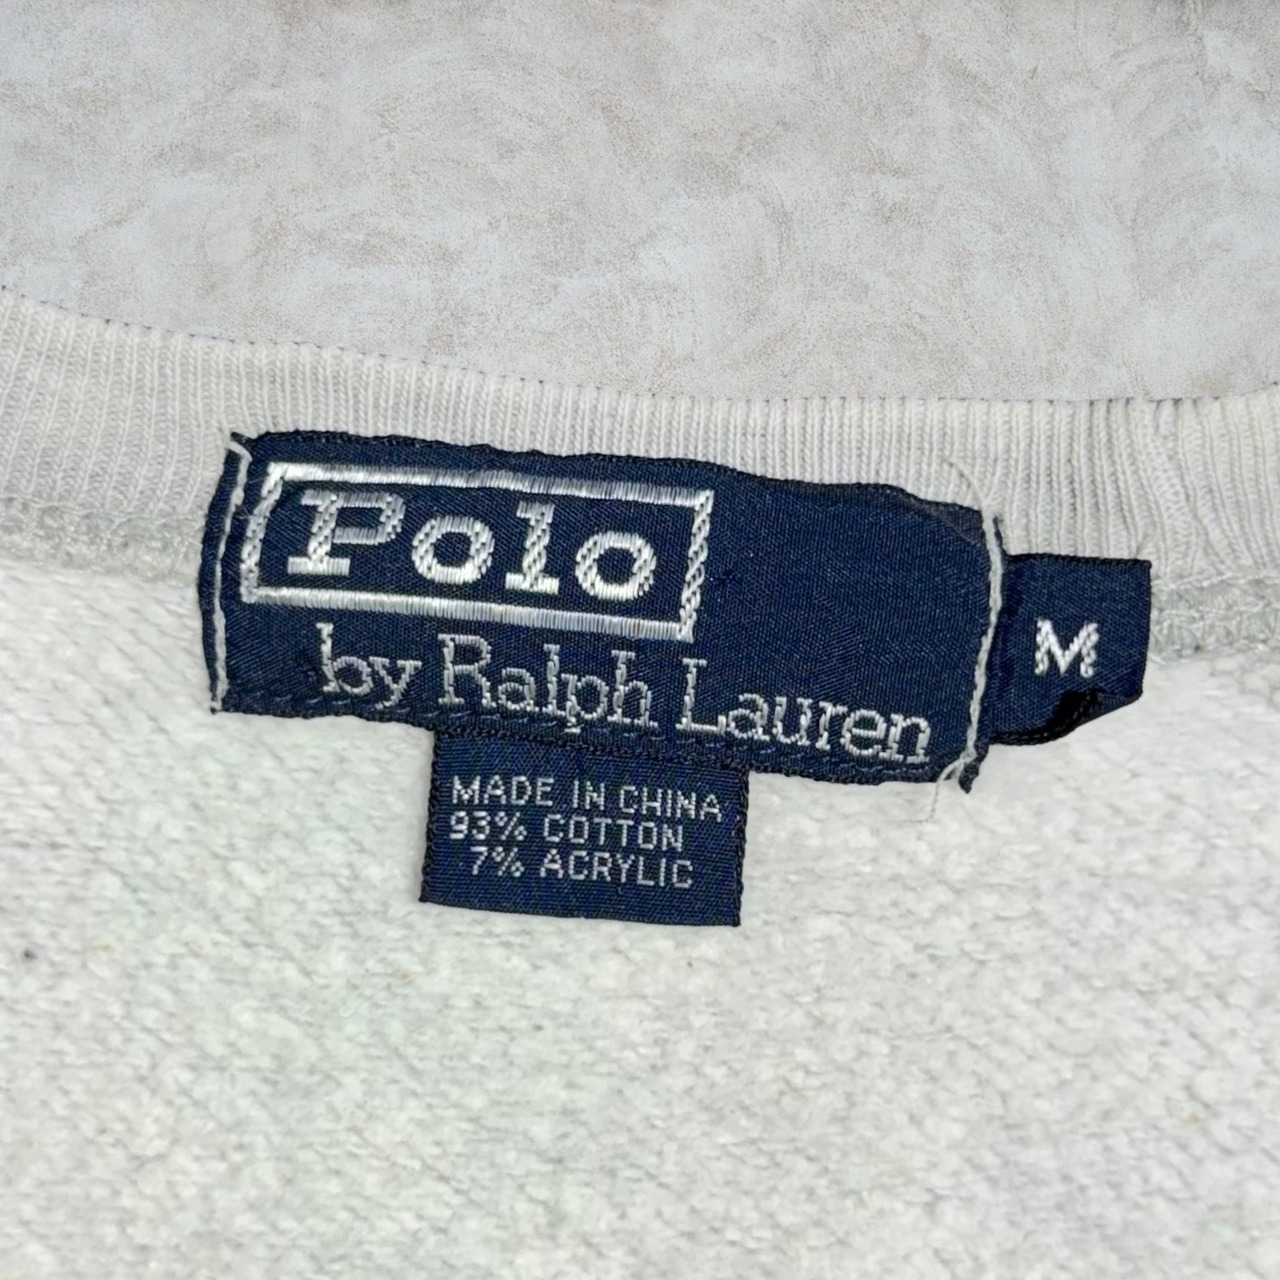 Polo
by Ralph Lauren
M
MADE IN CHINA
93% COTTON
7% ACRYLIC